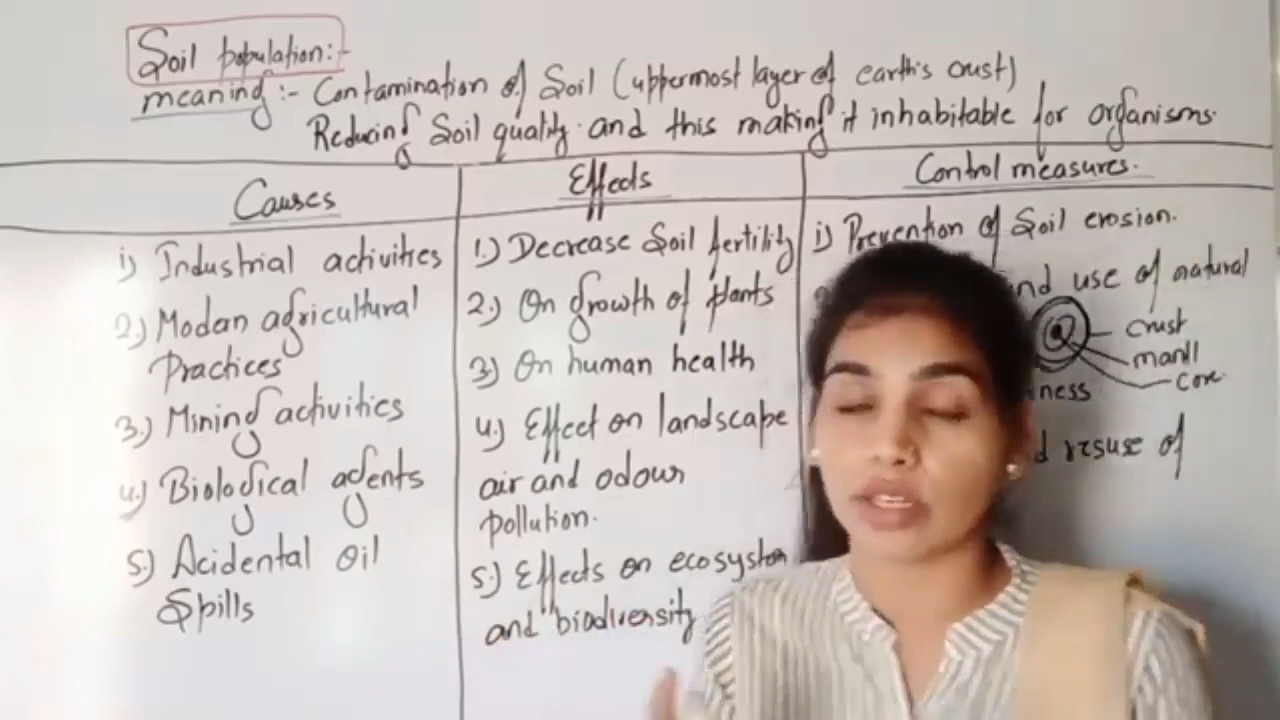 Soil population:-
meaning :- Contamination of Soil (uppermost layer of earth's crust)
Reducing Soil quality and this making it inhabitable for organisms.
Causes
i) Industrial activities
2.) Modan agricultural
Practices
3.) Mining activities
4.) Biological agents
5.) Acidental oil
Spills
Effects
1.) Decrease Soil fertility
2.) On growth of plants
3.) On human health
4.) Effect on landscape
air and odour
pollution.
5.) Effects on ecosystem
and biodiversity
Control measures.
i) Prevention of Soil erosion.
and use of natural
crust
mantl
core
ness
resuse of